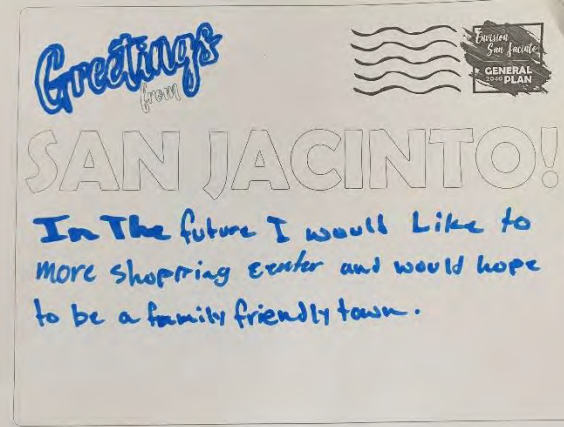 Greetings
from
Envision
San Jacinto
GENERAL
2040 PLAN
SAN JACINTO!
In The future I would Like to
more shopping center and would hope
to be a family friendly town.